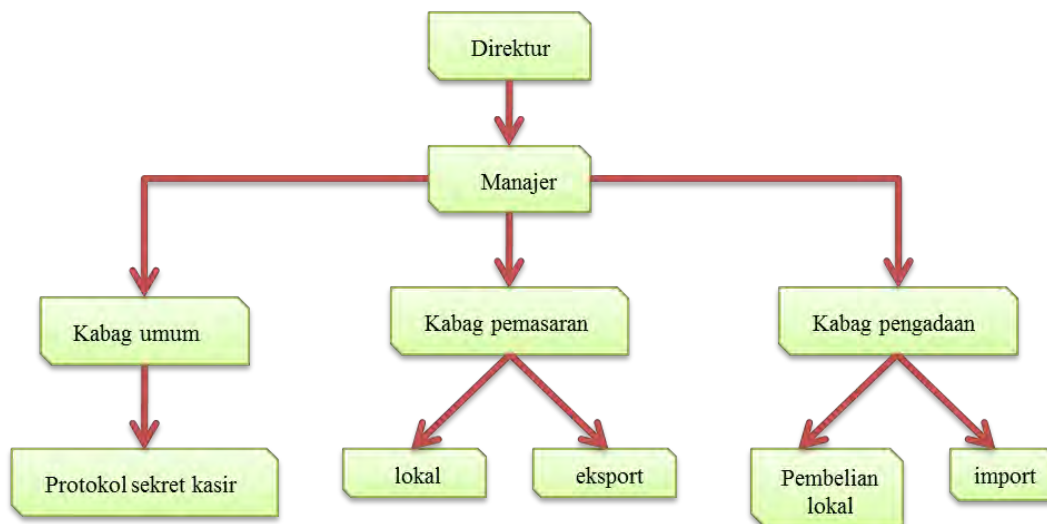 Direktur
Manajer
Kabag umum
Kabag pemasaran
Kabag pengadaan
Protokol sekret kasir
lokal
eksport
Pembelian
lokal
import